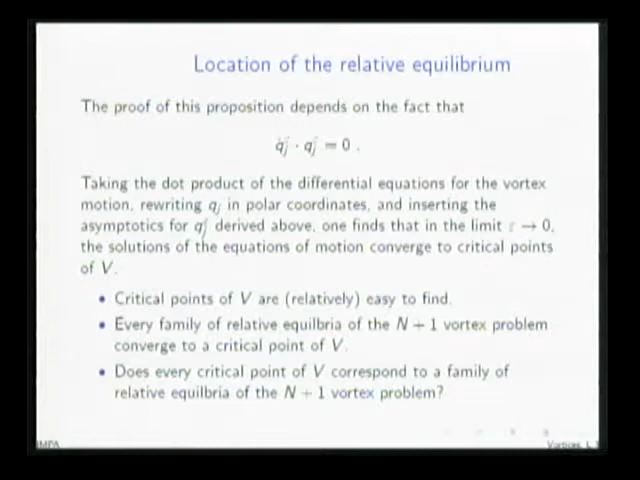 Location of the relative equilibrium
The proof of this proposition depends on the fact that
q̇ⱼᵋ · qⱼᵋ = 0 .
Taking the dot product of the differential equations for the vortex
motion, rewriting qⱼ in polar coordinates, and inserting the
asymptotics for qⱼᵋ derived above, one finds that in the limit ε → 0,
the solutions of the equations of motion converge to critical points
of V.
• Critical points of V are (relatively) easy to find.
• Every family of relative equilbria of the N + 1 vortex problem
converge to a critical point of V.
• Does every critical point of V correspond to a family of
relative equilbria of the N + 1 vortex problem?
IMPA
Vortices, L